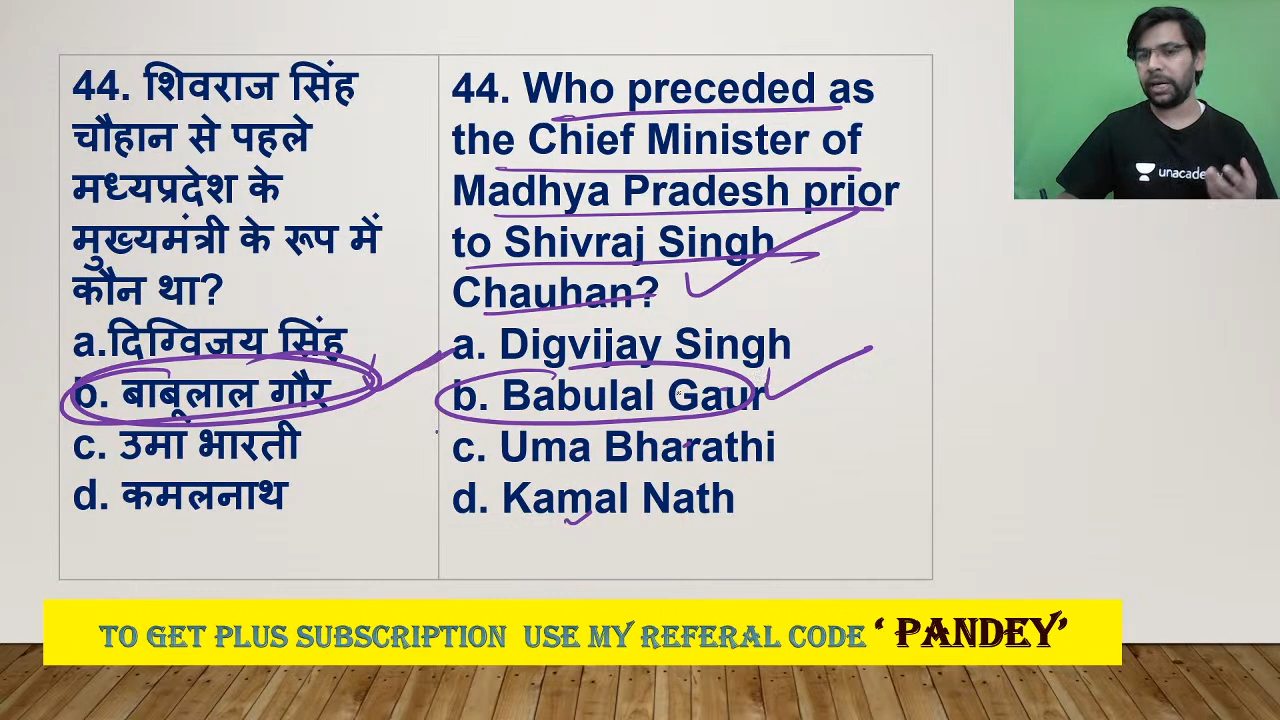 44. शिवराज सिंह
चौहान से पहले
मध्यप्रदेश के
मुख्यमंत्री के रूप में
कौन था?
a.दिग्विजय सिंह
b. बाबूलाल गौर
c. उमा भारती
d. कमलनाथ
44. Who preceded as
the Chief Minister of
Madhya Pradesh prior
to Shivraj Singh
Chauhan?
a. Digvijay Singh
b. Babulal Gaur
c. Uma Bharathi
d. Kamal Nath
TO GET PLUS SUBSCRIPTION USE MY REFERAL CODE ‘ PANDEY’